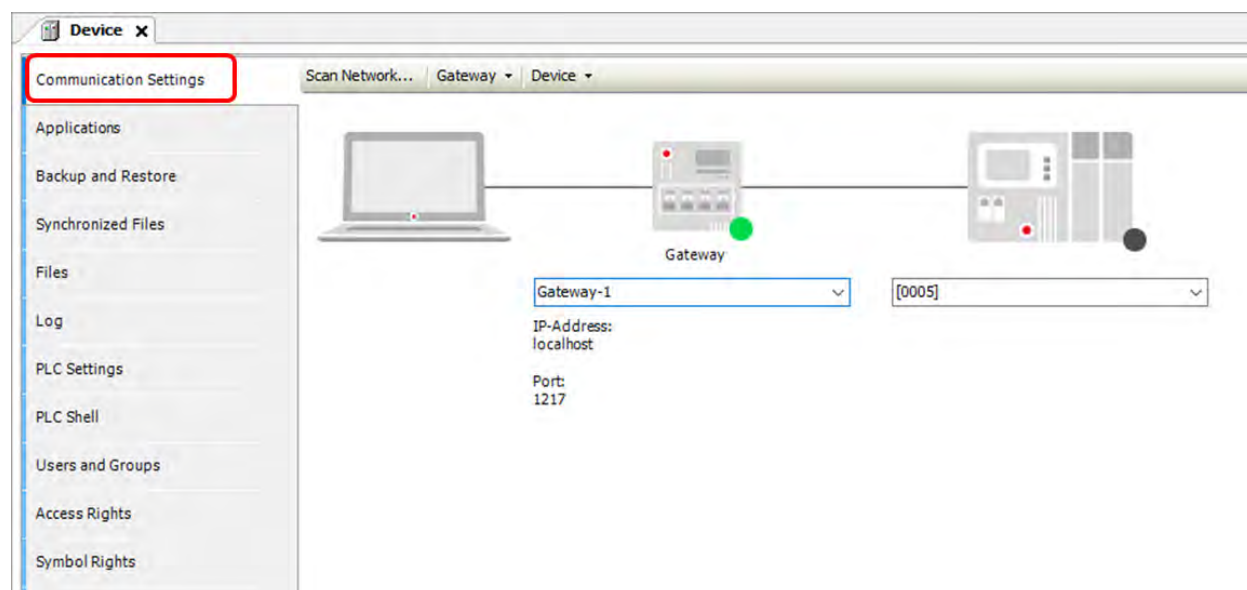 Device X
Communication Settings
Scan Network... Gateway Device
Applications
Backup and Restore
Synchronized Files
Files
Log
PLC Settings
PLC Shell
Users and Groups
Access Rights
Symbol Rights
Gateway
Gateway-1
[0005]
IP-Address:
localhost
Port:
1217